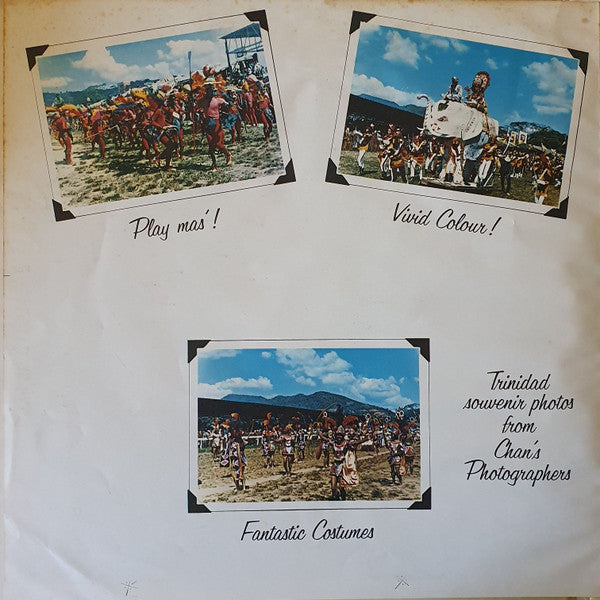 Play mas'!
Vivid Colour!
Trinidad
souvenir photos
from
Chan's
Photographers
Fantastic Costumes